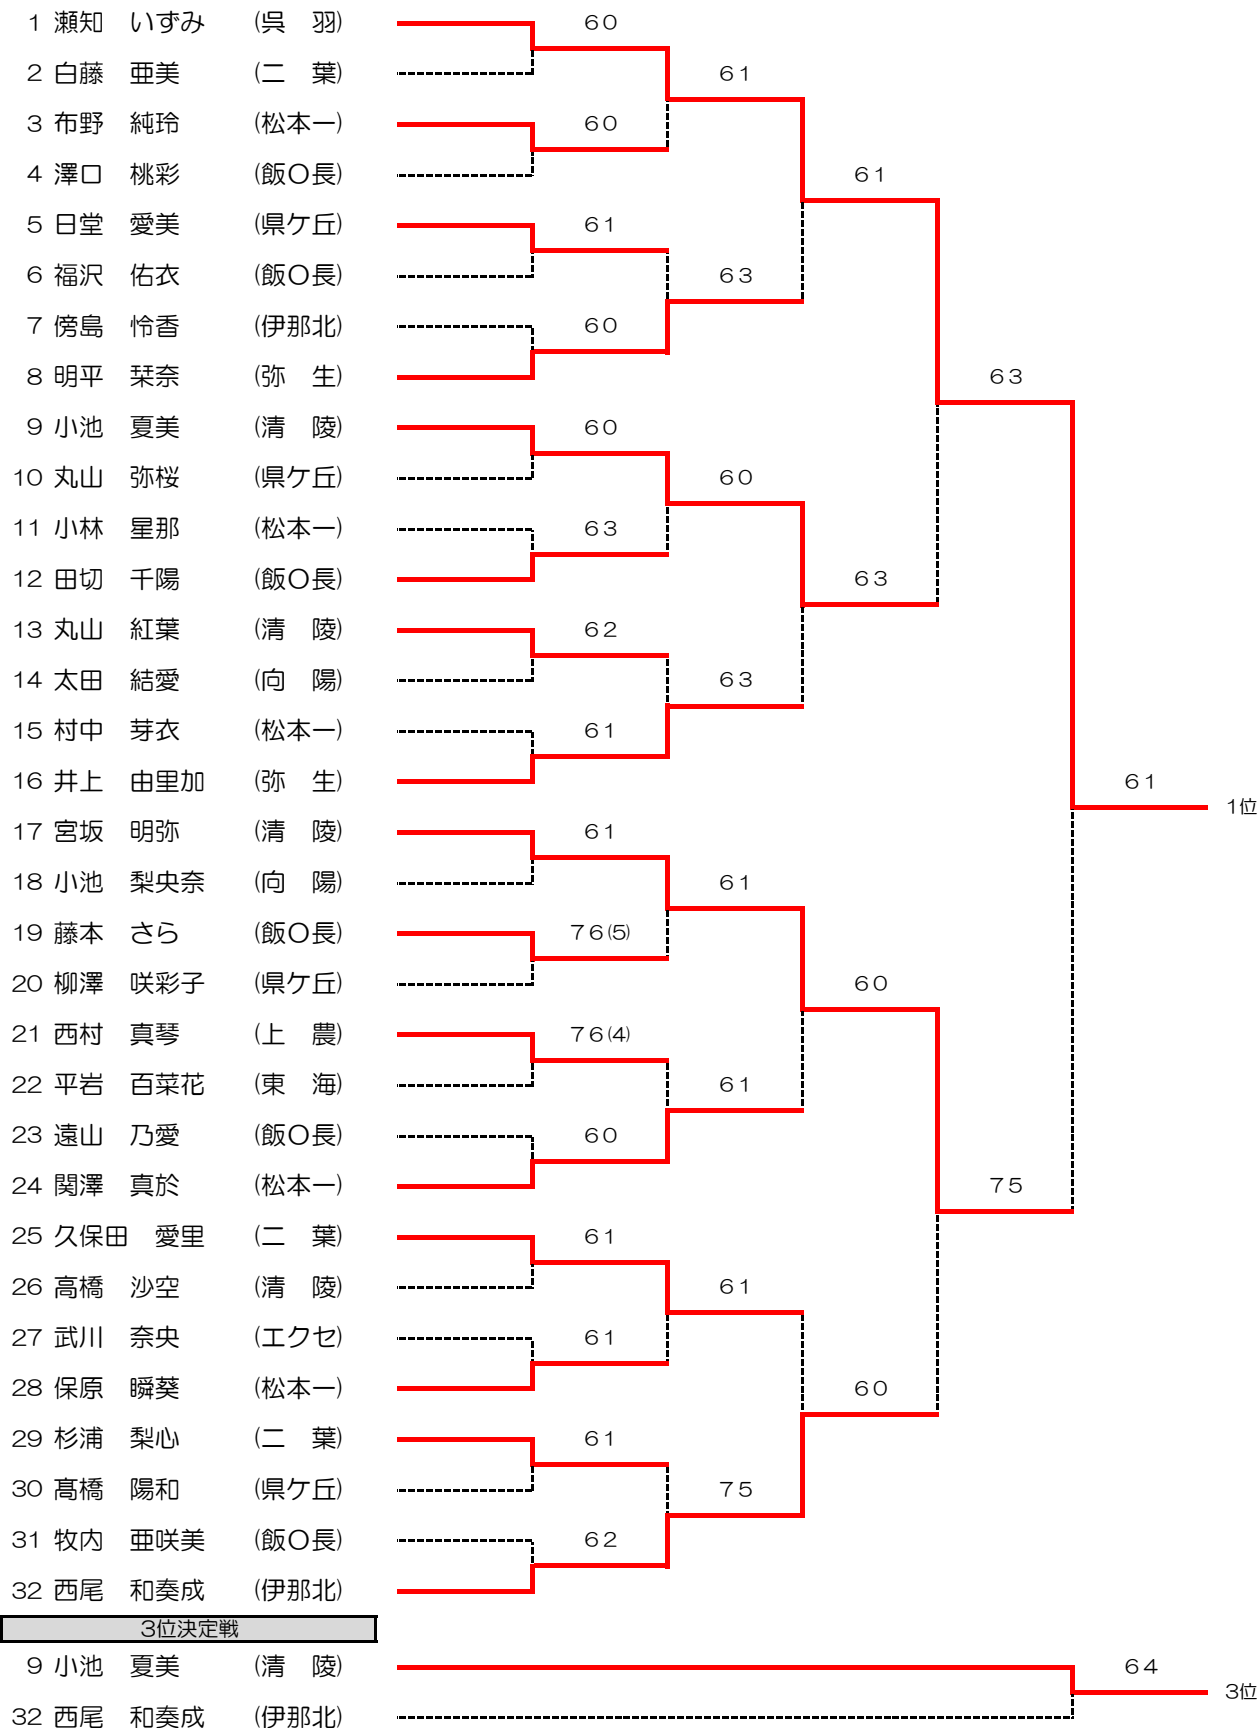 1 瀬知　いずみ　(呉　羽)　６０
2 白藤　亜美　(二　葉)　６１
3 布野　純玲　(松本一)　６０
4 澤口　桃彩　(飯O長)　６１
5 日堂　愛美　(県ケ丘)　６１
6 福沢　佑衣　(飯O長)　６３
7 傍島　怜香　(伊那北)　６０
8 明平　栞奈　(弥　生)　６３
9 小池　夏美　(清　陵)　６０
10 丸山　弥桜　(県ケ丘)　６０
11 小林　星那　(松本一)　６３
12 田切　千陽　(飯O長)　６３
13 丸山　紅葉　(清　陵)　６２
14 太田　結愛　(向　陽)　６３
15 村中　芽衣　(松本一)　６１
16 井上　由里加　(弥　生)　６１
1位
17 宮坂　明弥　(清　陵)　６１
18 小池　梨央奈　(向　陽)　６１
19 藤本　さら　(飯O長)　７６(5)
20 柳澤　咲彩子　(県ケ丘)　６０
21 西村　真琴　(上　農)　７６(4)
22 平岩　百菜花　(東　海)　６１
23 遠山　乃愛　(飯O長)　６０
24 関澤　真於　(松本一)　７５
25 久保田　愛里　(二　葉)　６１
26 高橋　沙空　(清　陵)　６１
27 武川　奈央　(エクセ)　６１
28 保原　瞬葵　(松本一)　６０
29 杉浦　梨心　(二　葉)　６１
30 髙橋　陽和　(県ケ丘)　７５
31 牧内　亜咲美　(飯O長)　６２
32 西尾　和奏成　(伊那北)
3位決定戦
9 小池　夏美　(清　陵)　６４
3位
32 西尾　和奏成　(伊那北)